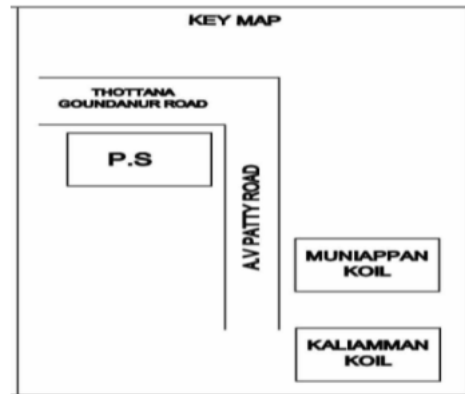 KEY MAP
THOTTANA
GOUNDANUR ROAD
P.S
A.V PATTY ROAD
MUNIAPPAN
KOIL
KALIAMMAN
KOIL